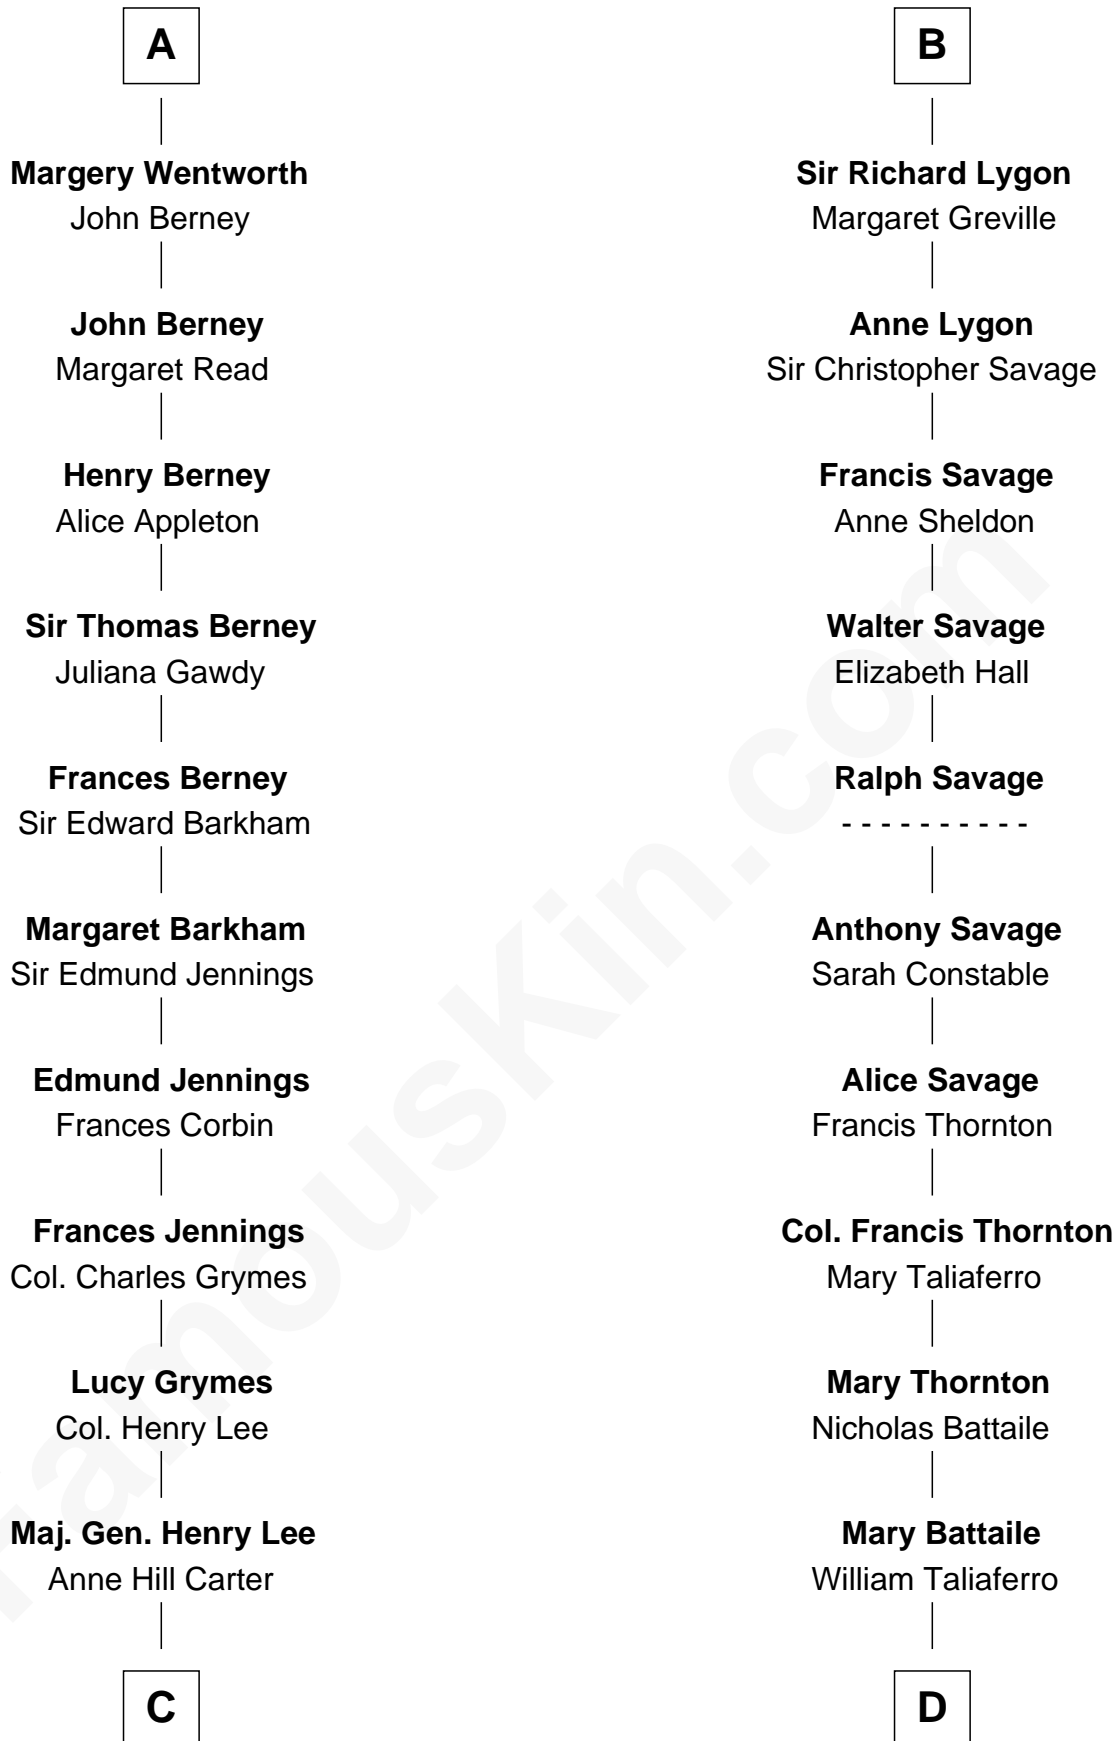 A
Margery Wentworth
John Berney
John Berney
Margaret Read
Henry Berney
Alice Appleton
Sir Thomas Berney
Juliana Gawdy
Frances Berney
Sir Edward Barkham
Margaret Barkham
Sir Edmund Jennings
Edmund Jennings
Frances Corbin
Frances Jennings
Col. Charles Grymes
Lucy Grymes
Col. Henry Lee
Maj. Gen. Henry Lee
Anne Hill Carter
C
B
Sir Richard Lygon
Margaret Greville
Anne Lygon
Sir Christopher Savage
Francis Savage
Anne Sheldon
Walter Savage
Elizabeth Hall
Ralph Savage
- - - - - - - - - -
Anthony Savage
Sarah Constable
Alice Savage
Francis Thornton
Col. Francis Thornton
Mary Taliaferro
Mary Thornton
Nicholas Battaile
Mary Battaile
William Taliaferro
D
FamousKin.com